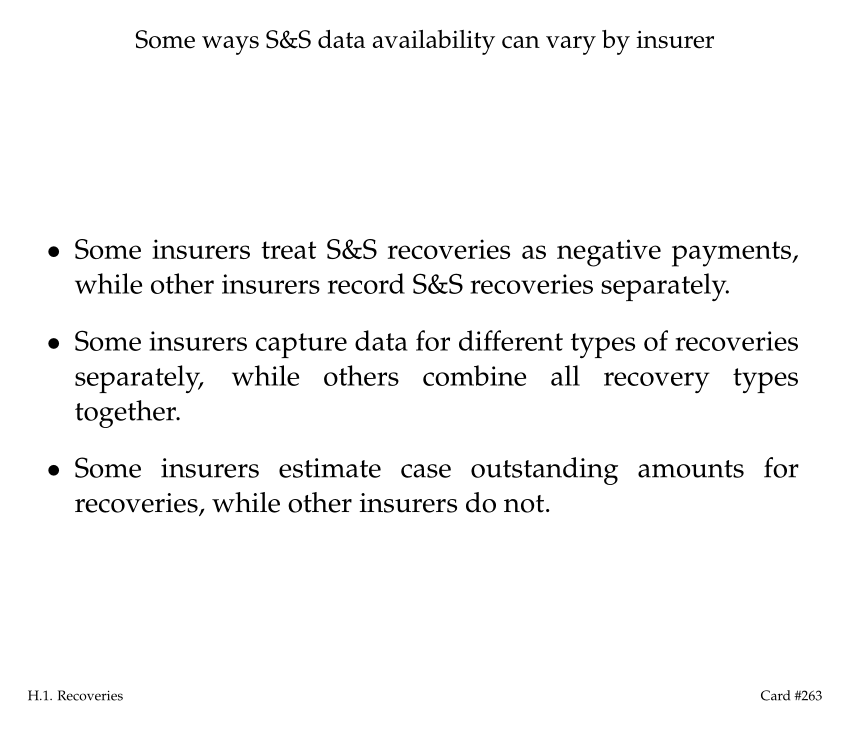 Some ways S&S data availability can vary by insurer
• Some insurers treat S&S recoveries as negative payments,
while other insurers record S&S recoveries separately.
• Some insurers capture data for different types of recoveries
separately, while others combine all recovery types
together.
• Some insurers estimate case outstanding amounts for
recoveries, while other insurers do not.
H.1. Recoveries
Card #263